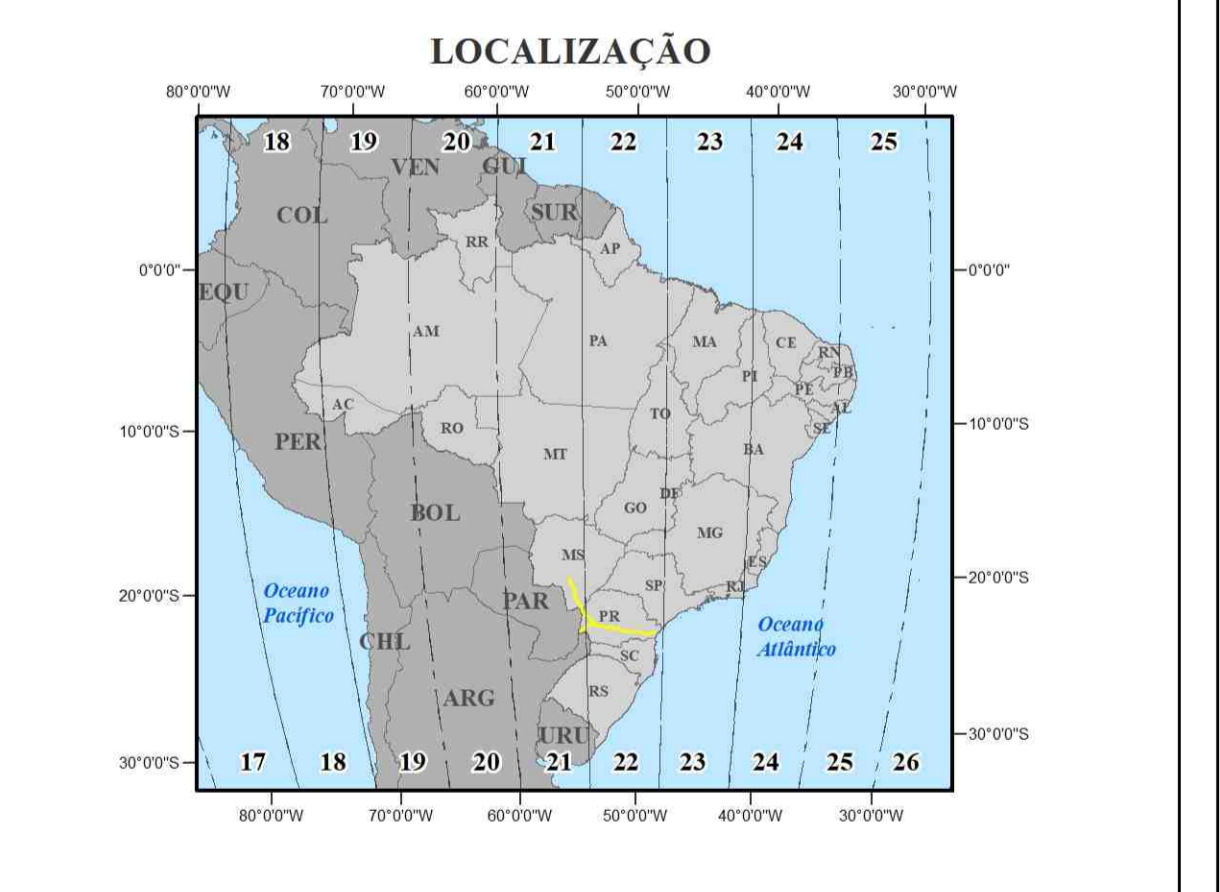 LOCALIZAÇÃO
80°0'0"W 70°0'0"W 60°0'0"W 50°0'0"W 40°0'0"W 30°0'0"W
18 19 20 21 22 23 24 25
VEN GUI
COL SUR
RR AP
0°0'0" 0°0'0"
EQU
AM PA MA CE RN
PI PB
PE
AC TO AL
RO SE
10°0'0"S 10°0'0"S
PER MT BA
DF
BOL GO
MG
MS ES
SP RJ
20°0'0"S 20°0'0"S
Oceano
Pacífico
PAR PR
Oceano
Atlântico
CHL SC
ARG RS
URU
30°0'0"S 30°0'0"S
17 18 19 20 21 22 23 24 25 26
80°0'0"W 70°0'0"W 60°0'0"W 50°0'0"W 40°0'0"W 30°0'0"W